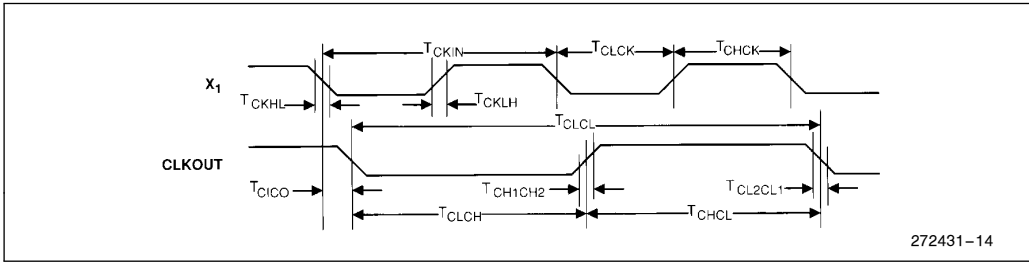 TCKIN TCLCK TCHCK
X1
TCKHL TCKLH
TCLCL
CLKOUT
TCICO TCH1CH2 TCL2CL1
TCLCH TCHCL
272431–14